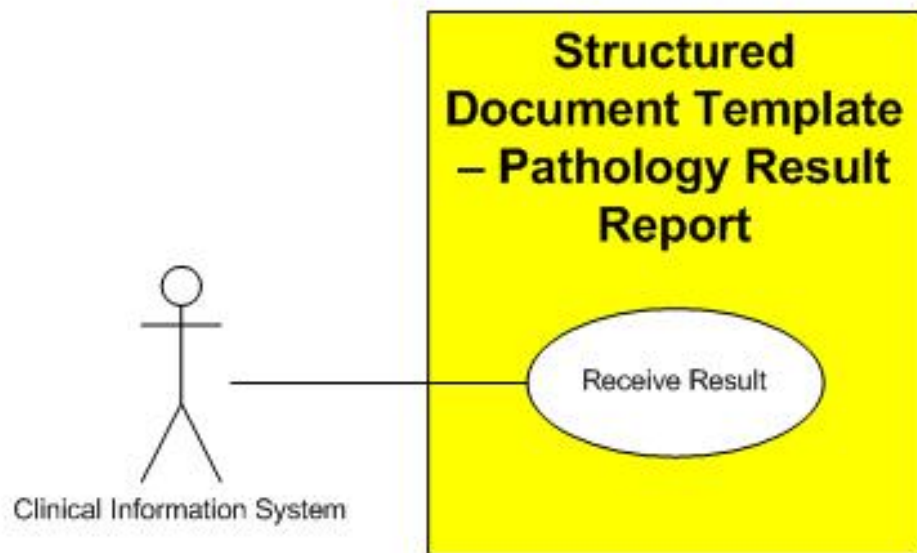 Structured
Document Template
– Pathology Result
Report
Receive Result
Clinical Information System